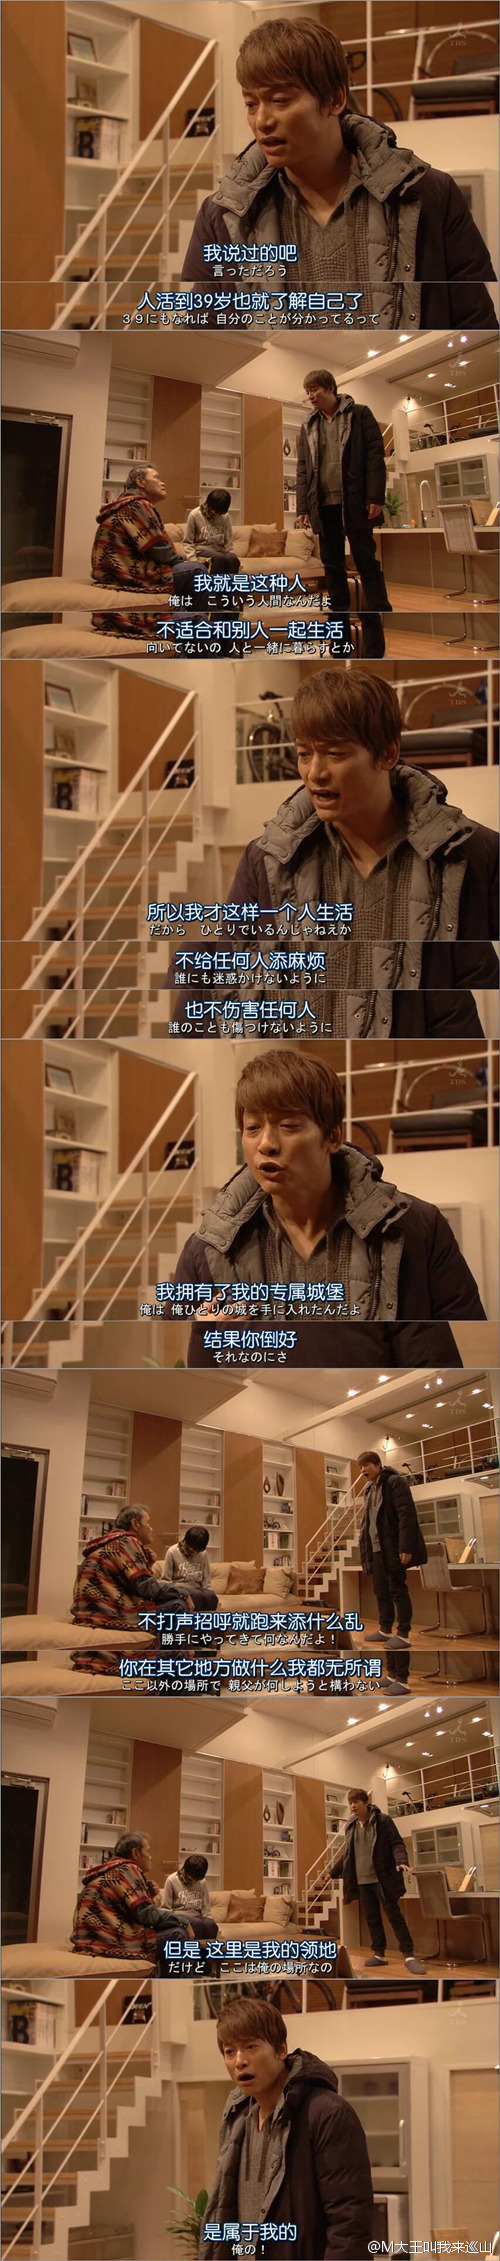 TBS
我说过的吧
言っただろう
人活到39岁也就了解自己了
39にもなれば 自分のことが分かってるって
TBS
我就是这种人
俺は こういう人間なんだよ
不适合和别人一起生活
向いてないの 人と一緒に暮らすとか
TBS
所以我才这样一个人生活
だから ひとりでいるんじゃねえか
不给任何人添麻烦
誰にも迷惑かけないように
也不伤害任何人
誰のことも傷つけないように
TBS
我拥有了我的专属城堡
俺は 俺ひとりの城を手に入れたんだよ
结果你倒好
それなのにさ
TBS
不打声招呼就跑来添什么乱
勝手にやってきて何なんだよ!
你在其它地方做什么我都无所谓
ここ以外の場所で 親父が何しようと構わない
TBS
但是 这里是我的领地
だけど ここは俺の場所なの
TBS
是属于我的
俺の!
@M大王叫我来巡山